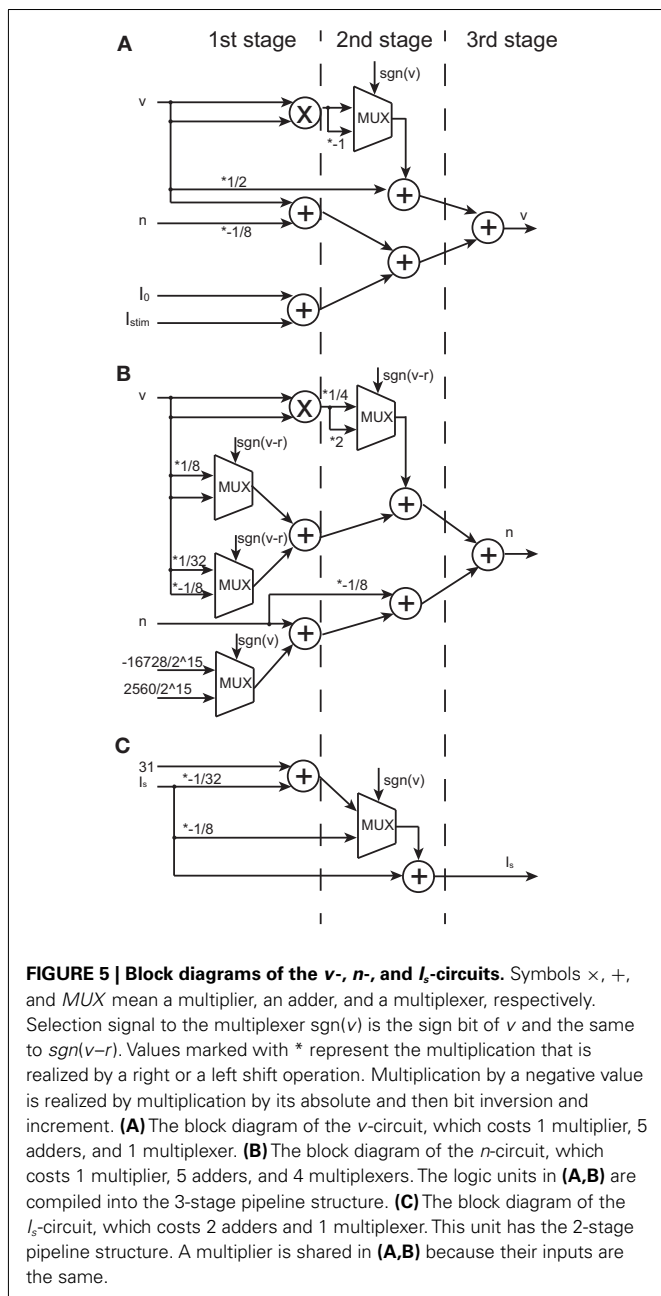 1st stage 2nd stage 3rd stage
A
sgn(v)
v
X
MUX
*-1
*1/2
+
+
n
*-1/8
+
v
+
I0
Istim
+
B
sgn(v-r)
v
X
*1/4
MUX
*2
sgn(v-r)
*1/8
MUX
+
sgn(v-r)
+
n
*1/32
*-1/8
MUX
+
*-1/8
+
n
sgn(v)
+
-16728/2^15
MUX
2560/2^15
C
31
+
Is
*-1/32
sgn(v)
MUX
*-1/8
+
Is
FIGURE 5 | Block diagrams of the v-, n-, and Is-circuits. Symbols ×, +,
and MUX mean a multiplier, an adder, and a multiplexer, respectively.
Selection signal to the multiplexer sgn(v) is the sign bit of v and the same
to sgn(v–r). Values marked with * represent the multiplication that is
realized by a right or a left shift operation. Multiplication by a negative value
is realized by multiplication by its absolute and then bit inversion and
increment. (A) The block diagram of the v-circuit, which costs 1 multiplier, 5
adders, and 1 multiplexer. (B) The block diagram of the n-circuit, which
costs 1 multiplier, 5 adders, and 4 multiplexers. The logic units in (A,B) are
compiled into the 3-stage pipeline structure. (C) The block diagram of the
Is-circuit, which costs 2 adders and 1 multiplexer. This unit has the 2-stage
pipeline structure. A multiplier is shared in (A,B) because their inputs are
the same.